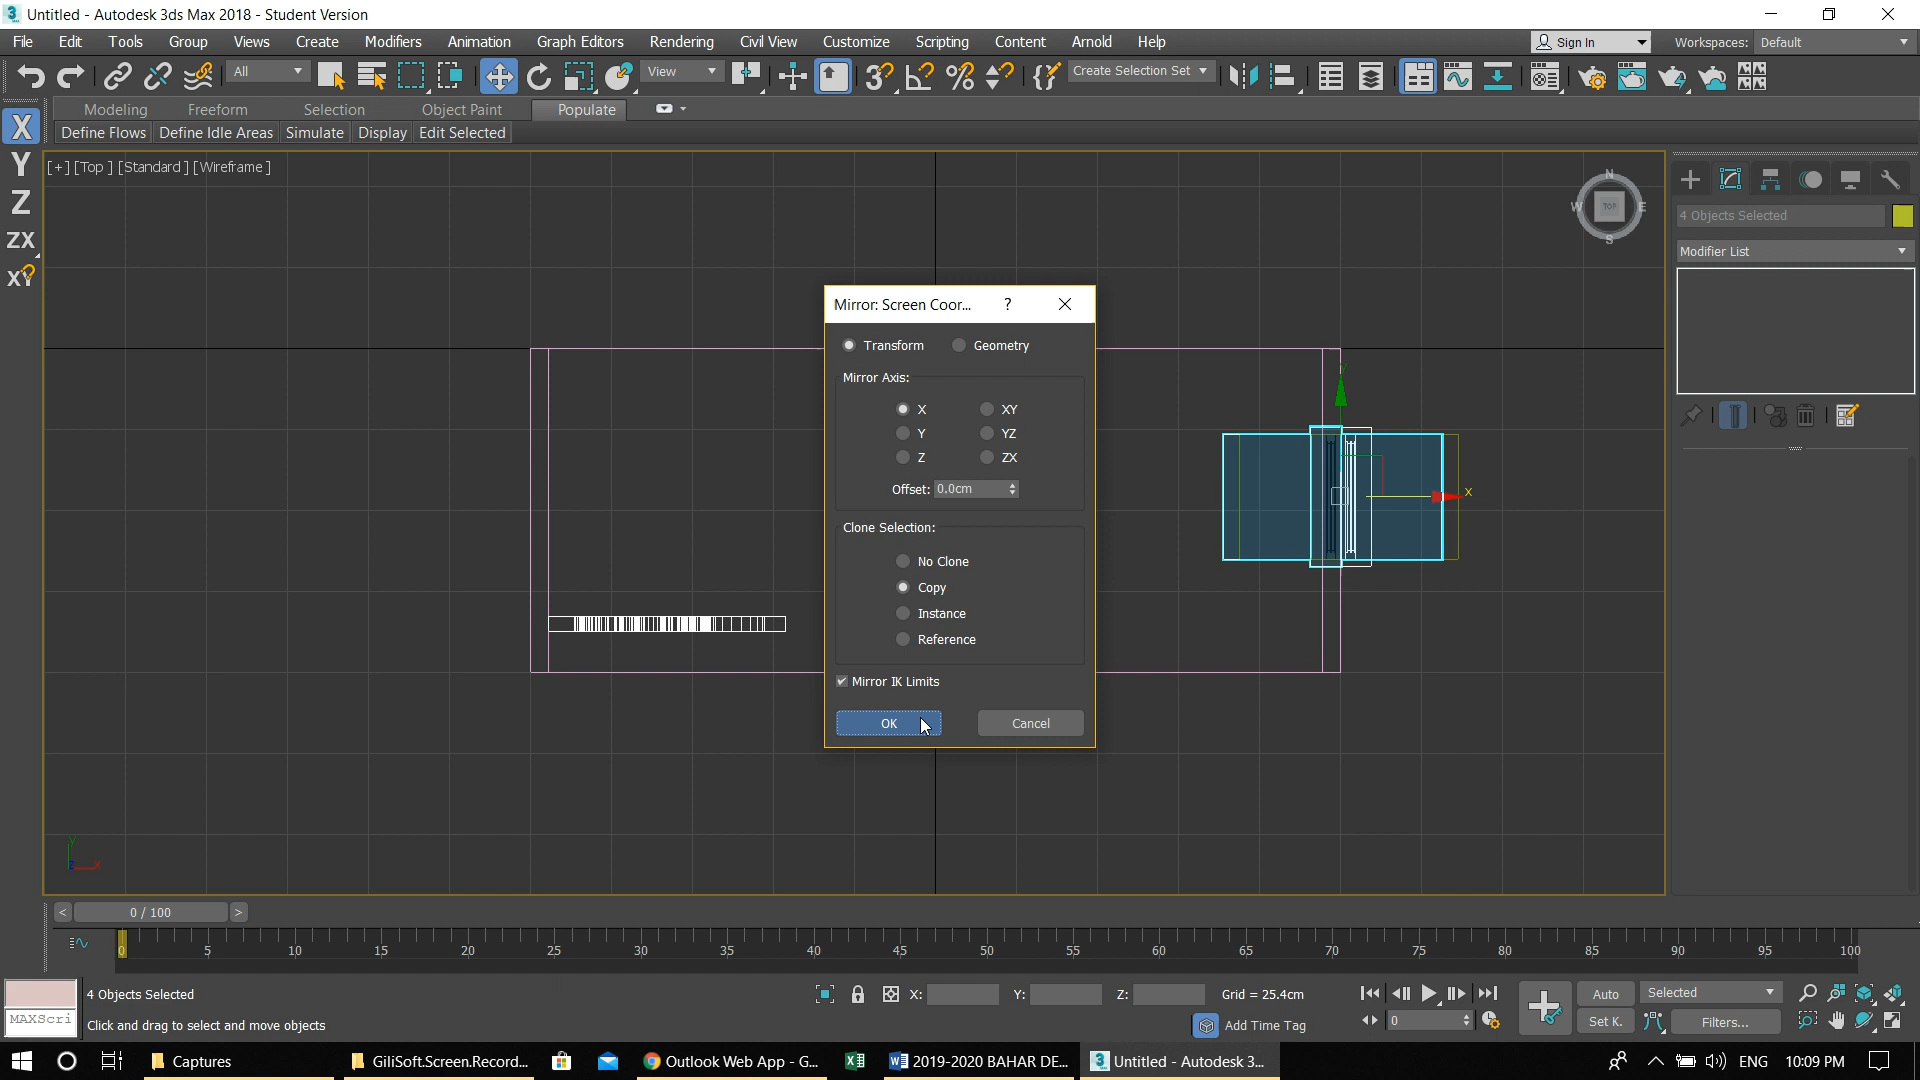 Untitled - Autodesk 3ds Max 2018 - Student Version
File Edit Tools Group Views Create Modifiers Animation Graph Editors Rendering Civil View Customize Scripting Content Arnold Help
Sign In
Workspaces: Default
All
View
Create Selection Set
Modeling Freeform Selection Object Paint Populate
Define Flows Define Idle Areas Simulate Display Edit Selected
X
Y
Z
ZX
XY
[+] [Top ] [Standard ] [Wireframe ]
N
W TOP E
S
4 Objects Selected
Modifier List
Mirror: Screen Coor... ?
Transform Geometry
Mirror Axis:
X XY
Y YZ
Z ZX
Offset: 0.0cm
Clone Selection:
No Clone
Copy
Instance
Reference
Mirror IK Limits
OK Cancel
y
x
y
z x
< 0 / 100 >
0 5 10 15 20 25 30 35 40 45 50 55 60 65 70 75 80 85 90 95 100
4 Objects Selected
X: Y: Z: Grid = 25.4cm
Auto Selected
MAXScri
Click and drag to select and move objects
Add Time Tag
0
Set K. Filters...
Captures
GiliSoft.Screen.Record...
Outlook Web App - G...
2019-2020 BAHAR DE...
Untitled - Autodesk 3...
ENG 10:09 PM